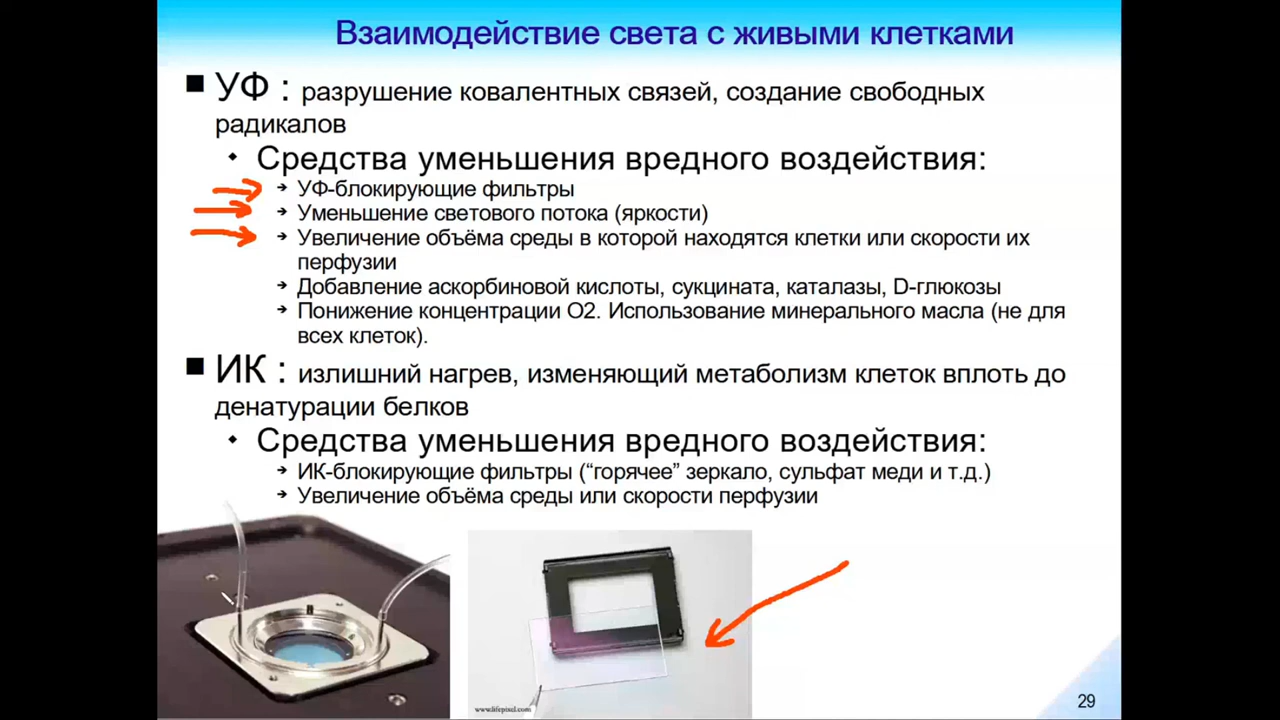 Взаимодействие света с живыми клетками
УФ : разрушение ковалентных связей, создание свободных
радикалов
Средства уменьшения вредного воздействия:
УФ-блокирующие фильтры
Уменьшение светового потока (яркости)
Увеличение объёма среды в которой находятся клетки или скорости их
перфузии
Добавление аскорбиновой кислоты, сукцината, каталазы, D-глюкозы
Понижение концентрации О2. Использование минерального масла (не для
всех клеток).
ИК : излишний нагрев, изменяющий метаболизм клеток вплоть до
денатурации белков
Средства уменьшения вредного воздействия:
ИК-блокирующие фильтры (“горячее” зеркало, сульфат меди и т.д.)
Увеличение объёма среды или скорости перфузии
www.lifepixel.com
29